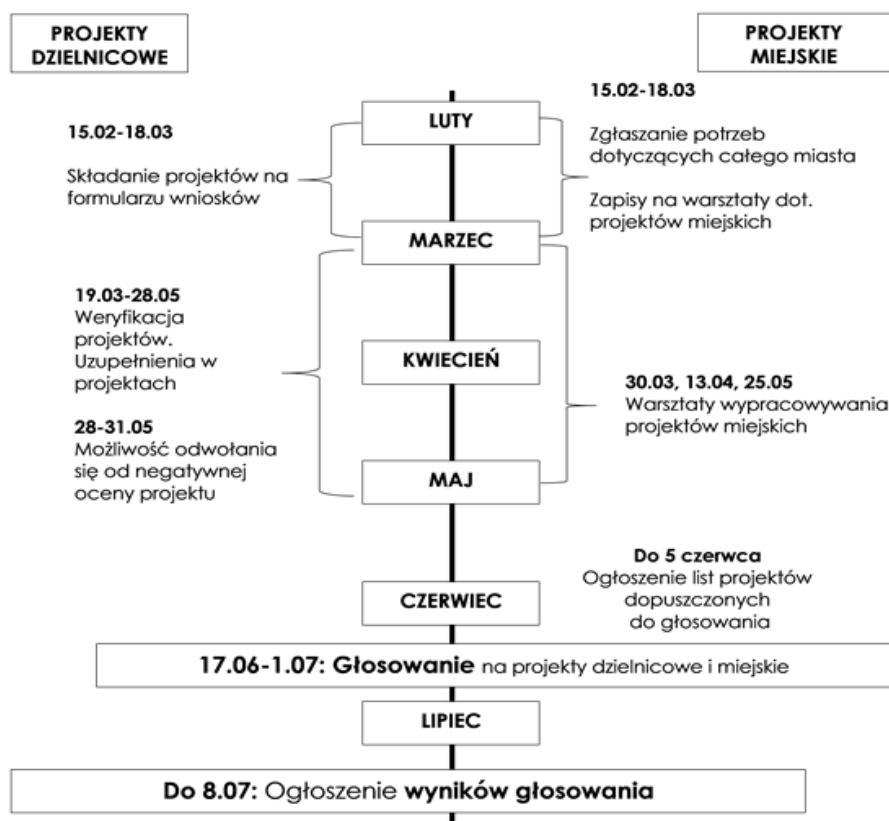 PROJEKTY
DZIELNICOWE
PROJEKTY
MIEJSKIE
15.02-18.03
Składanie projektów na
formularzu wniosków
LUTY
15.02-18.03
Zgłaszanie potrzeb
dotyczących całego miasta
Zapisy na warsztaty dot.
projektów miejskich
MARZEC
19.03-28.05
Weryfikacja
projektów.
Uzupełnienia w
projektach
28-31.05
Możliwość odwołania
się od negatywnej
oceny projektu
KWIECIEŃ
30.03, 13.04, 25.05
Warsztaty wypracowywania
projektów miejskich
MAJ
Do 5 czerwca
Ogłoszenie list projektów
dopuszczonych
do głosowania
CZERWIEC
17.06-1.07: Głosowanie na projekty dzielnicowe i miejskie
LIPIEC
Do 8.07: Ogłoszenie wyników głosowania